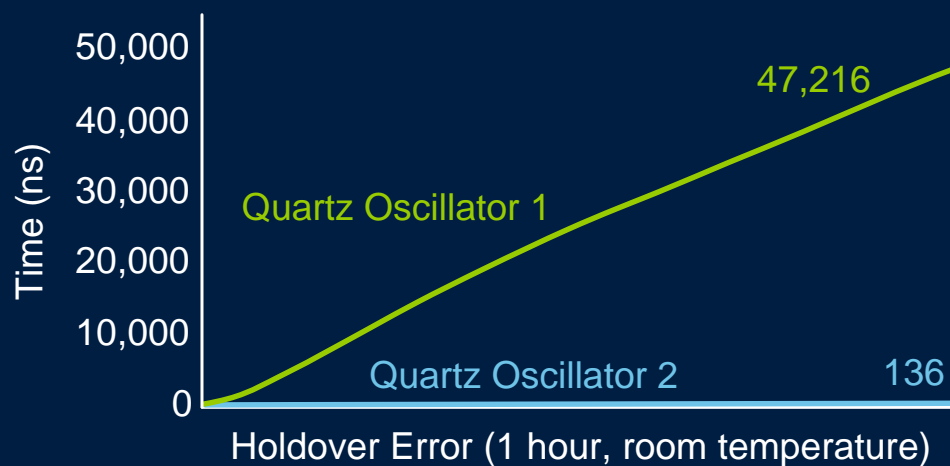 50,000
47,216
40,000
30,000
Quartz Oscillator 1
Time (ns)
20,000
10,000
Quartz Oscillator 2
136
0
Holdover Error (1 hour, room temperature)